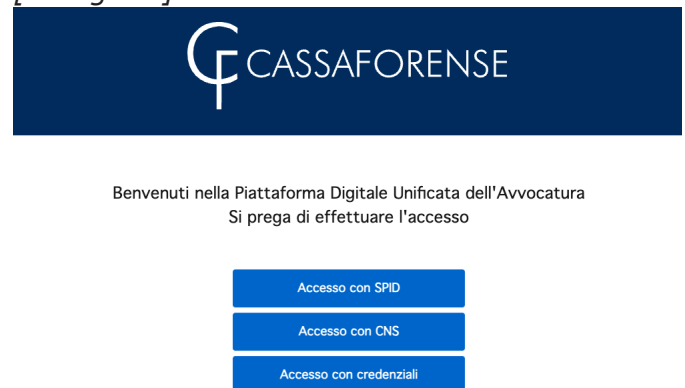 CASSAFORENSE
Benvenuti nella Piattaforma Digitale Unificata dell'Avvocatura
Si prega di effettuare l'accesso
Accesso con SPID
Accesso con CNS
Accesso con credenziali